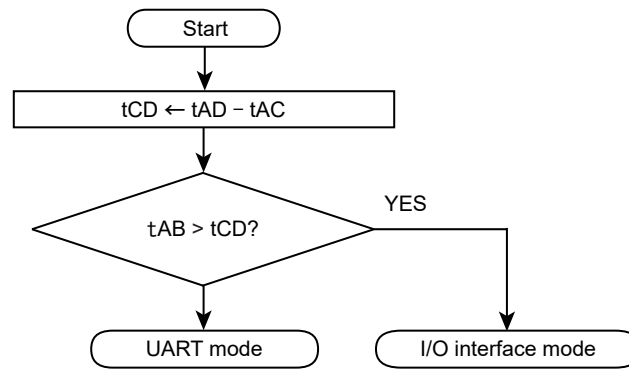 Start
tCD ← tAD − tAC
tAB > tCD?
YES
UART mode
I/O interface mode